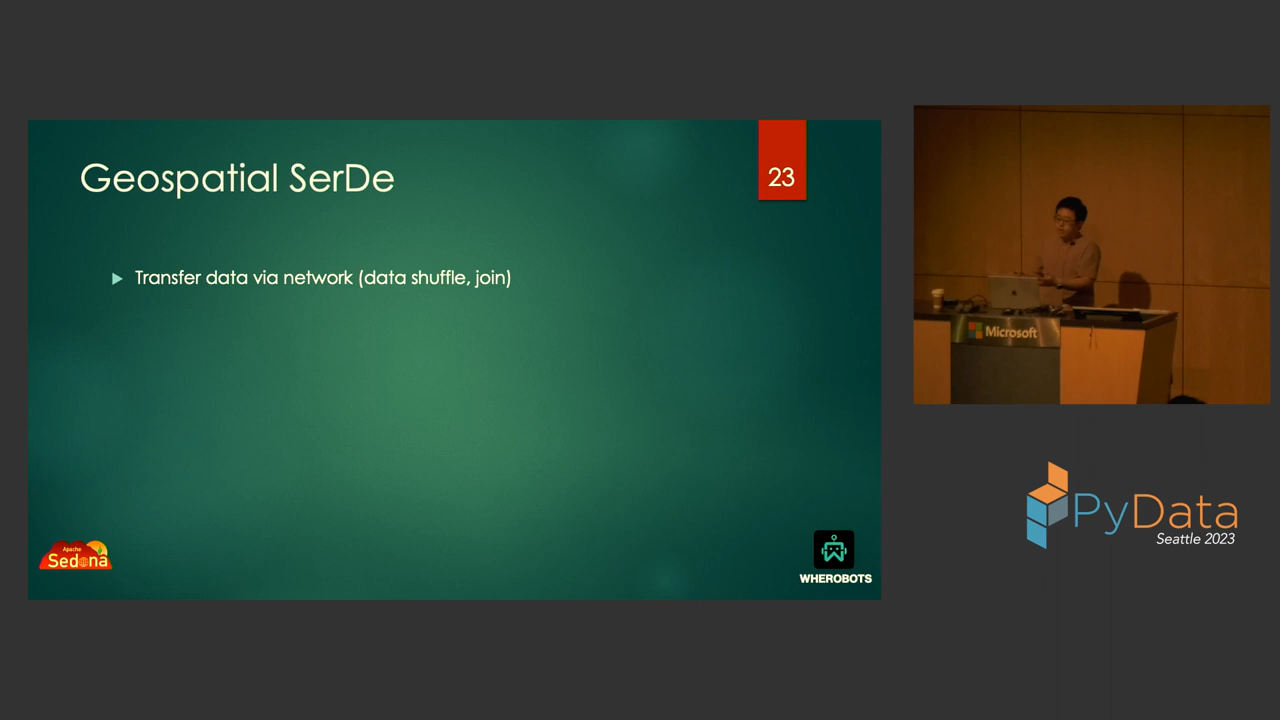 Geospatial SerDe
23
Transfer data via network (data shuffle, join)
Apache
Sedona
WHEROBOTS
Microsoft
PyData
Seattle 2023